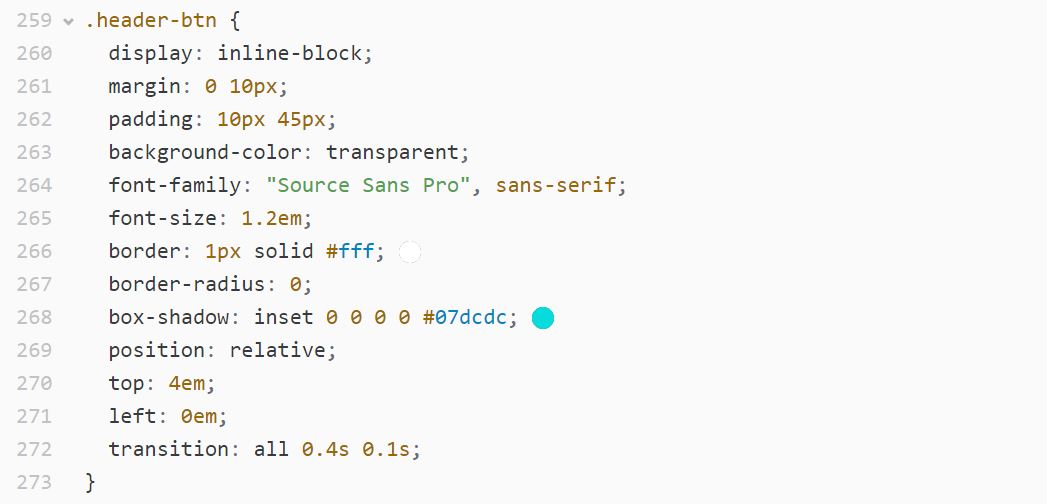 259 .header-btn {
260 display: inline-block;
261 margin: 0 10px;
262 padding: 10px 45px;
263 background-color: transparent;
264 font-family: "Source Sans Pro", sans-serif;
265 font-size: 1.2em;
266 border: 1px solid #fff;
267 border-radius: 0;
268 box-shadow: inset 0 0 0 0 #07dcdc;
269 position: relative;
270 top: 4em;
271 left: 0em;
272 transition: all 0.4s 0.1s;
273 }